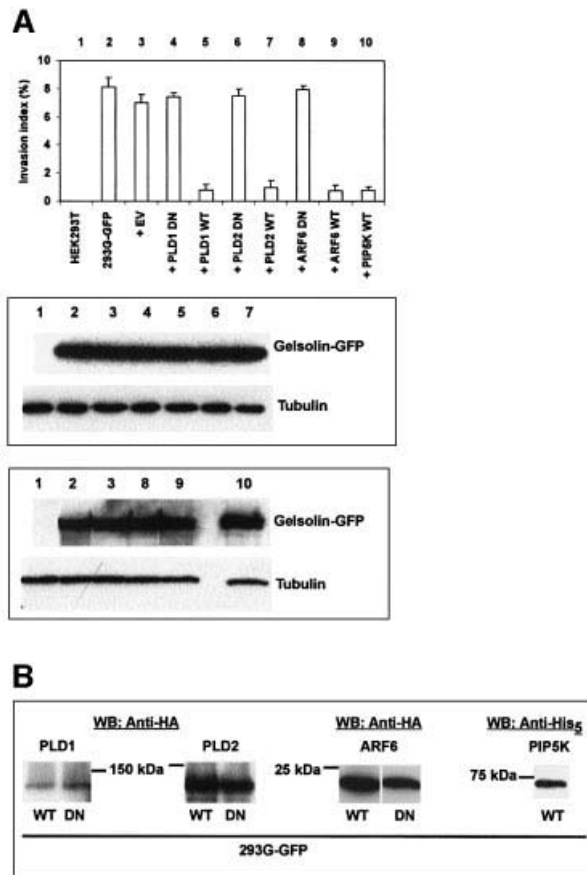 A
1 2 3 4 5 6 7 8 9 10
10
8
6
4
2
0
Invasion index (%)
HEK293T
293G-GFP
+ EV
+ PLD1 DN
+ PLD1 WT
+ PLD2 DN
+ PLD2 WT
+ ARF6 DN
+ ARF6 WT
+ PIP5K WT
1 2 3 4 5 6 7
Gelsolin-GFP
Tubulin
1 2 3 8 9 10
Gelsolin-GFP
Tubulin
B
WB: Anti-HA WB: Anti-HA WB: Anti-His5
PLD1 PLD2 ARF6 PIP5K
150 kDa 25 kDa 75 kDa
WT DN WT DN WT DN WT
293G-GFP